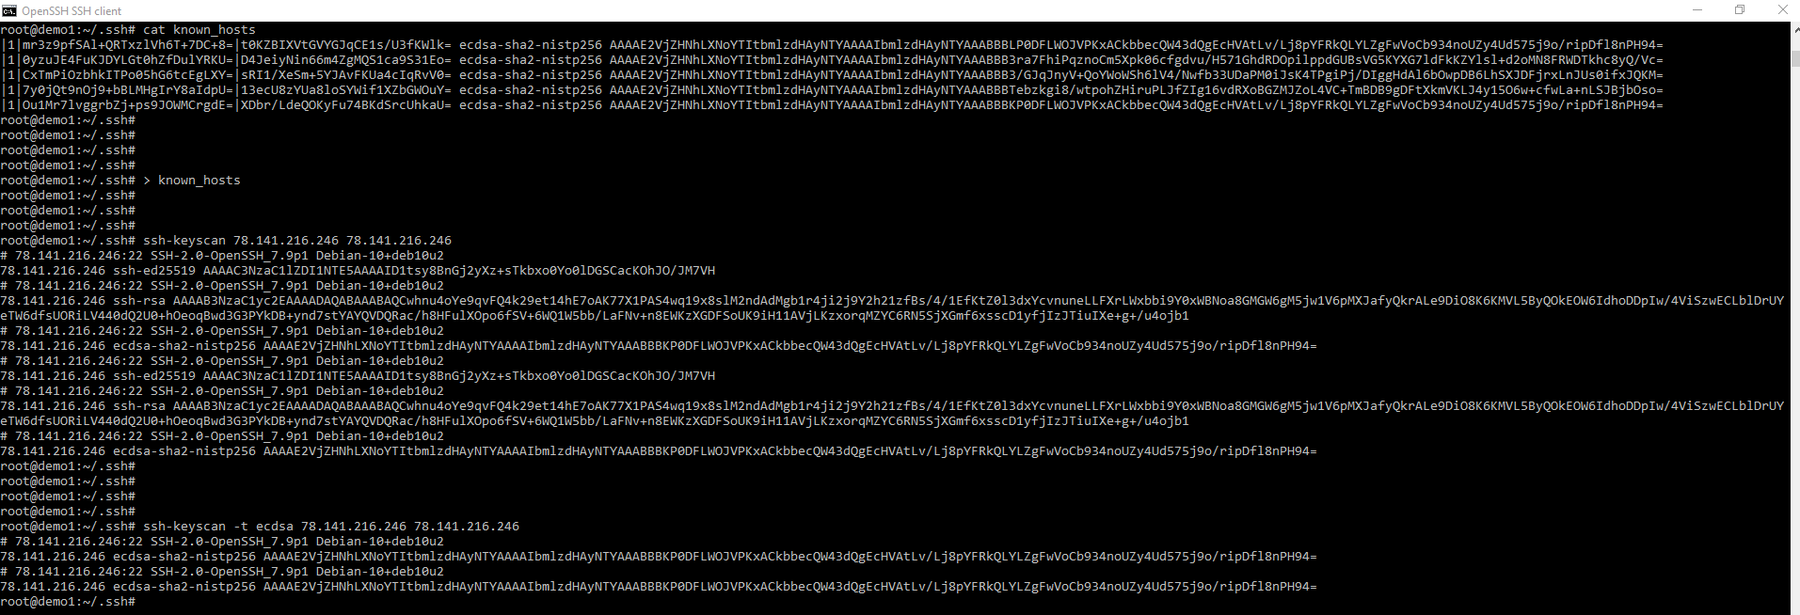 OpenSSH SSH client
root@demo1:~/.ssh# cat known_hosts
|1|mr3z9pfSAl+QRTxzlVh6T+7DC+8=|t0KZBIXVtGVYGJqCE1s/U3fKWlk= ecdsa-sha2-nistp256 AAAAE2VjZHNhLXNoYTItbmlzdHAyNTYAAAAIbmlzdHAyNTYAAABBBLP0DFLWOJVPKxACkbbecQW43dQgEcHVAtLv/Lj8pYFRkQLYLZgFwVoCb934noUZy4Ud575j9o/ripDfl8nPH94=
|1|0yzuJE4FuKJDYLGt0hZfDulYRKU=|D4JeiyNin66m4ZgMQS1ca9S31Eo= ecdsa-sha2-nistp256 AAAAE2VjZHNhLXNoYTItbmlzdHAyNTYAAAAIbmlzdHAyNTYAAABBB3ra7FhiPqznoCm5Xpk06cfgdvu/H571GhdRDOpilppdGUBsVG5KYXG7ldFkKZYlsl+d2oMN8FRWDTkhc8yQ/Vc=
|1|CxTmPiOzbhkITPo05hG6tcEgLXY=|sRI1/XeSm+5YJAvFKUa4cIqRvV0= ecdsa-sha2-nistp256 AAAAE2VjZHNhLXNoYTItbmlzdHAyNTYAAAAIbmlzdHAyNTYAAABBB3/GJqJnyV+QoYWoWSh6lV4/Nwfb33UDaPM0iJsK4TPgiPj/DIggHdAl6bOwpDB6LhSXJDFjrxLnJUs0ifxJQKM=
|1|7y0jQt9nOj9+bBLMHgIrY8aIdpU=|13ecU8zYUa8loSYWif1XZbGWOuY= ecdsa-sha2-nistp256 AAAAE2VjZHNhLXNoYTItbmlzdHAyNTYAAAAIbmlzdHAyNTYAAABBBTebzkgi8/wtpohZHiruPLJfZIg16vdRXoBGZMJZoL4VC+TmBDB9gDFtXkmVKLJ4y15O6w+cfwLa+nLSJBjbOso=
|1|Ou1Mr7lvggrbZj+ps9JOWMCrgdE=|XDbr/LdeQOKyFu74BKdSrcUhkaU= ecdsa-sha2-nistp256 AAAAE2VjZHNhLXNoYTItbmlzdHAyNTYAAAAIbmlzdHAyNTYAAABBBKP0DFLWOJVPKxACkbbecQW43dQgEcHVAtLv/Lj8pYFRkQLYLZgFwVoCb934noUZy4Ud575j9o/ripDfl8nPH94=
root@demo1:~/.ssh#
root@demo1:~/.ssh#
root@demo1:~/.ssh#
root@demo1:~/.ssh#
root@demo1:~/.ssh# > known_hosts
root@demo1:~/.ssh#
root@demo1:~/.ssh#
root@demo1:~/.ssh#
root@demo1:~/.ssh# ssh-keyscan 78.141.216.246 78.141.216.246
# 78.141.216.246:22 SSH-2.0-OpenSSH_7.9p1 Debian-10+deb10u2
78.141.216.246 ssh-ed25519 AAAAC3NzaC1lZDI1NTE5AAAAID1tsy8BnGj2yXz+sTkbxo0Yo0lDGSCacKOhJO/JM7VH
# 78.141.216.246:22 SSH-2.0-OpenSSH_7.9p1 Debian-10+deb10u2
78.141.216.246 ssh-rsa AAAAB3NzaC1yc2EAAAADAQABAAABAQCwhnu4oYe9qvFQ4k29et14hE7oAK77X1PAS4wq19x8slM2ndAdMgb1r4ji2j9Y2h21zfBs/4/1EfKtZ0l3dxYcvnuneLLFXrLWxbbi9Y0xWBNoa8GMGW6gM5jw1V6pMXJafyQkrALe9DiO8K6KMVL5ByQOkEOW6IdhoDDpIw/4ViSzwECLblDrUY
eTW6dfsUORiLV440dQ2U0+hOeoqBwd3G3PYkDB+ynd7stYAYQVDQRac/h8HFulXOpo6fSV+6WQ1W5bb/LaFNv+n8EWKzXGDFSoUK9iH11AVjLKzxorqMZYC6RN5SjXGmf6xsscD1yfjIzJTiuIXe+g+/u4ojb1
# 78.141.216.246:22 SSH-2.0-OpenSSH_7.9p1 Debian-10+deb10u2
78.141.216.246 ecdsa-sha2-nistp256 AAAAE2VjZHNhLXNoYTItbmlzdHAyNTYAAAAIbmlzdHAyNTYAAABBBKP0DFLWOJVPKxACkbbecQW43dQgEcHVAtLv/Lj8pYFRkQLYLZgFwVoCb934noUZy4Ud575j9o/ripDfl8nPH94=
# 78.141.216.246:22 SSH-2.0-OpenSSH_7.9p1 Debian-10+deb10u2
78.141.216.246 ssh-ed25519 AAAAC3NzaC1lZDI1NTE5AAAAID1tsy8BnGj2yXz+sTkbxo0Yo0lDGSCacKOhJO/JM7VH
# 78.141.216.246:22 SSH-2.0-OpenSSH_7.9p1 Debian-10+deb10u2
78.141.216.246 ssh-rsa AAAAB3NzaC1yc2EAAAADAQABAAABAQCwhnu4oYe9qvFQ4k29et14hE7oAK77X1PAS4wq19x8slM2ndAdMgb1r4ji2j9Y2h21zfBs/4/1EfKtZ0l3dxYcvnuneLLFXrLWxbbi9Y0xWBNoa8GMGW6gM5jw1V6pMXJafyQkrALe9DiO8K6KMVL5ByQOkEOW6IdhoDDpIw/4ViSzwECLblDrUY
eTW6dfsUORiLV440dQ2U0+hOeoqBwd3G3PYkDB+ynd7stYAYQVDQRac/h8HFulXOpo6fSV+6WQ1W5bb/LaFNv+n8EWKzXGDFSoUK9iH11AVjLKzxorqMZYC6RN5SjXGmf6xsscD1yfjIzJTiuIXe+g+/u4ojb1
# 78.141.216.246:22 SSH-2.0-OpenSSH_7.9p1 Debian-10+deb10u2
78.141.216.246 ecdsa-sha2-nistp256 AAAAE2VjZHNhLXNoYTItbmlzdHAyNTYAAAAIbmlzdHAyNTYAAABBBKP0DFLWOJVPKxACkbbecQW43dQgEcHVAtLv/Lj8pYFRkQLYLZgFwVoCb934noUZy4Ud575j9o/ripDfl8nPH94=
root@demo1:~/.ssh#
root@demo1:~/.ssh#
root@demo1:~/.ssh#
root@demo1:~/.ssh#
root@demo1:~/.ssh# ssh-keyscan -t ecdsa 78.141.216.246 78.141.216.246
# 78.141.216.246:22 SSH-2.0-OpenSSH_7.9p1 Debian-10+deb10u2
78.141.216.246 ecdsa-sha2-nistp256 AAAAE2VjZHNhLXNoYTItbmlzdHAyNTYAAAAIbmlzdHAyNTYAAABBBKP0DFLWOJVPKxACkbbecQW43dQgEcHVAtLv/Lj8pYFRkQLYLZgFwVoCb934noUZy4Ud575j9o/ripDfl8nPH94=
# 78.141.216.246:22 SSH-2.0-OpenSSH_7.9p1 Debian-10+deb10u2
78.141.216.246 ecdsa-sha2-nistp256 AAAAE2VjZHNhLXNoYTItbmlzdHAyNTYAAAAIbmlzdHAyNTYAAABBBKP0DFLWOJVPKxACkbbecQW43dQgEcHVAtLv/Lj8pYFRkQLYLZgFwVoCb934noUZy4Ud575j9o/ripDfl8nPH94=
root@demo1:~/.ssh#